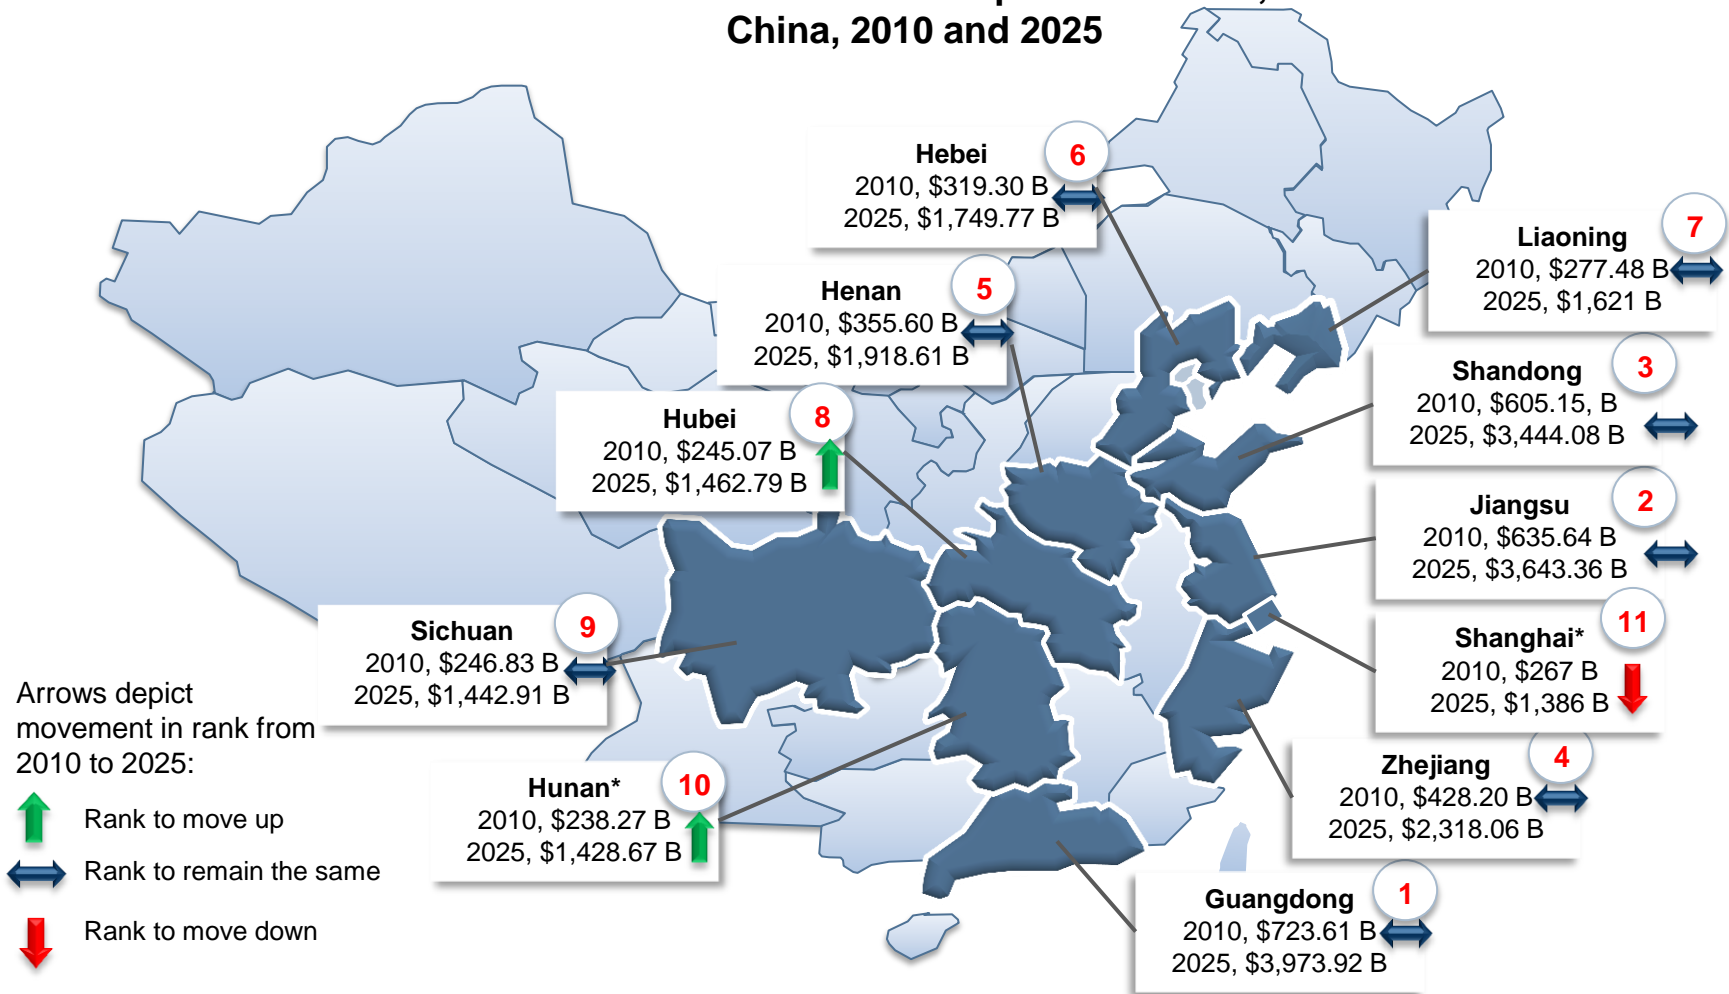 China, 2010 and 2025
Hebei
6
2010, $319.30 B
2025, $1,749.77 B
Liaoning
7
2010, $277.48 B
2025, $1,621 B
Henan
5
2010, $355.60 B
2025, $1,918.61 B
Shandong
3
2010, $605.15, B
2025, $3,444.08 B
Hubei
8
2010, $245.07 B
2025, $1,462.79 B
Jiangsu
2
2010, $635.64 B
2025, $3,643.36 B
Sichuan
9
2010, $246.83 B
2025, $1,442.91 B
Shanghai*
11
2010, $267 B
2025, $1,386 B
Zhejiang
4
2010, $428.20 B
2025, $2,318.06 B
Hunan*
10
2010, $238.27 B
2025, $1,428.67 B
Guangdong
1
2010, $723.61 B
2025, $3,973.92 B
Arrows depict
movement in rank from
2010 to 2025:
Rank to move up
Rank to remain the same
Rank to move down